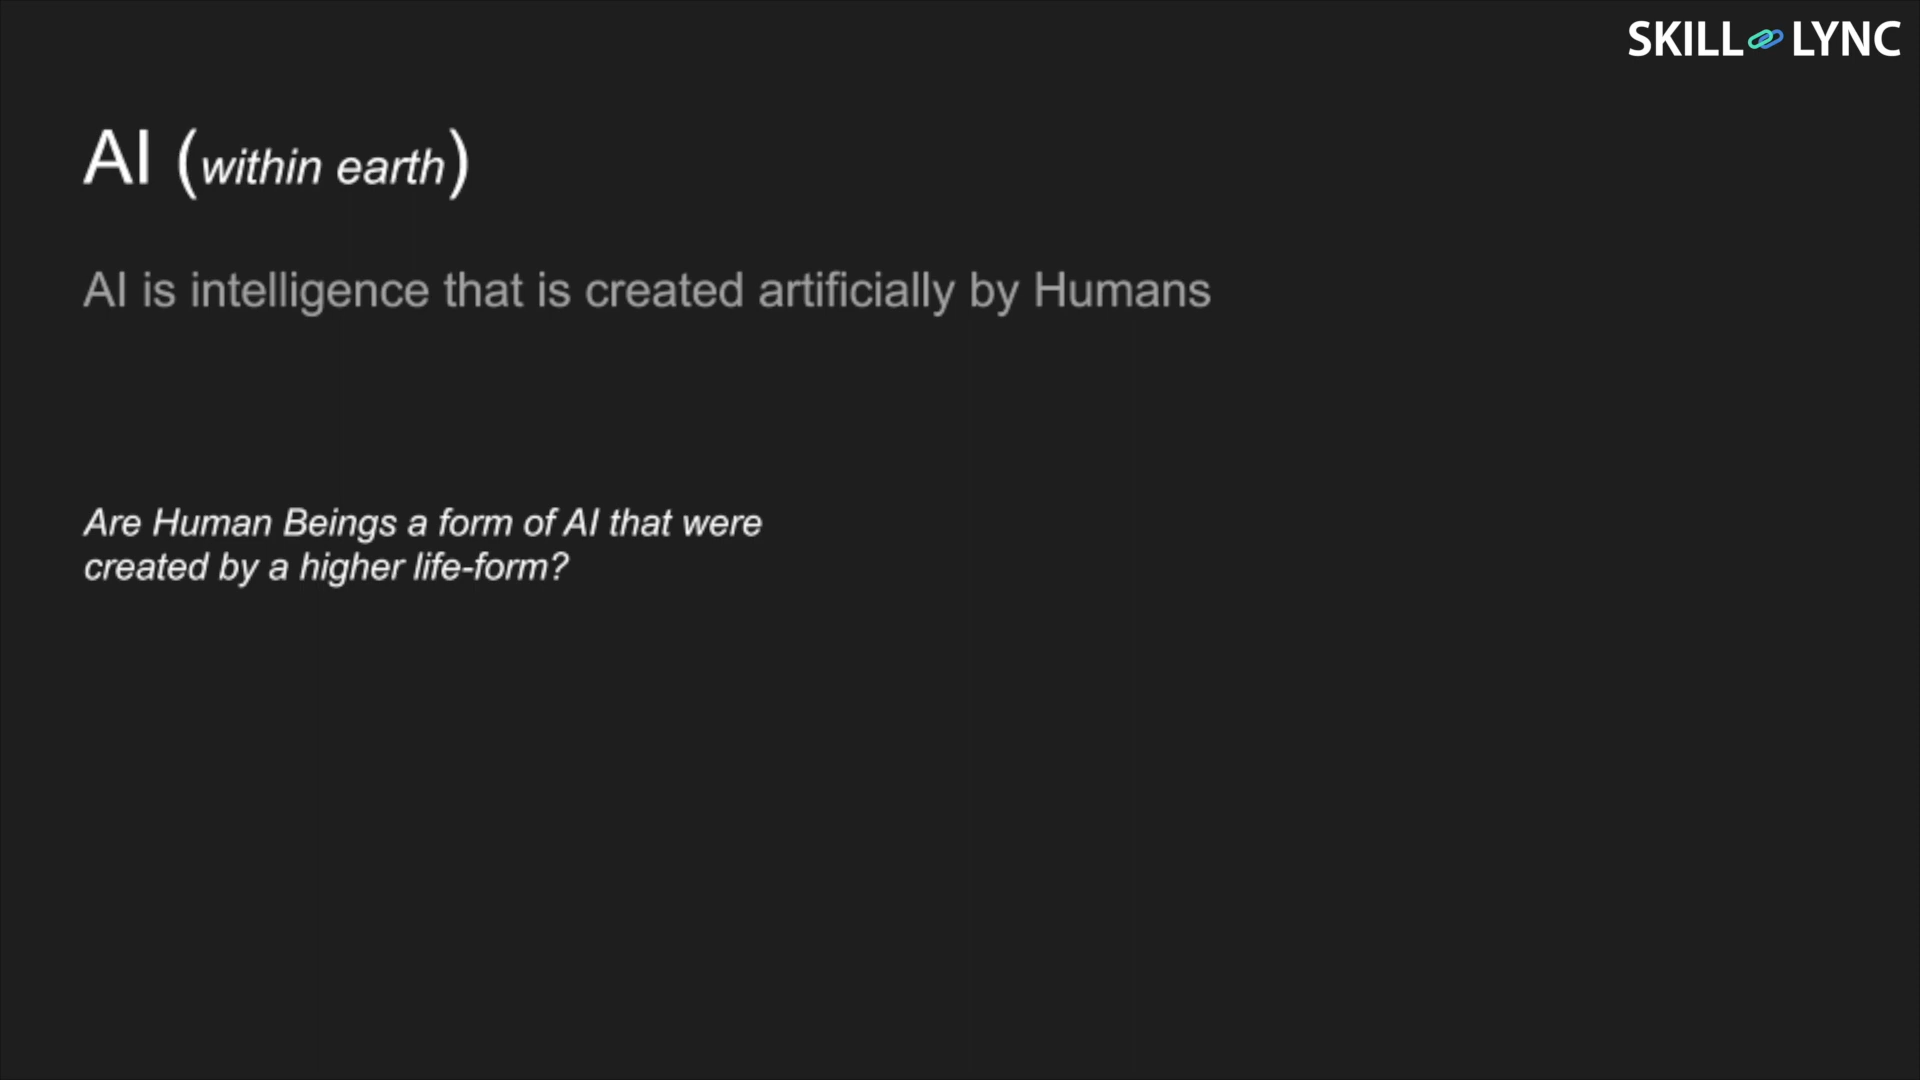 SKILL LYNC
AI (within earth)
AI is intelligence that is created artificially by Humans
Are Human Beings a form of AI that were
created by a higher life-form?